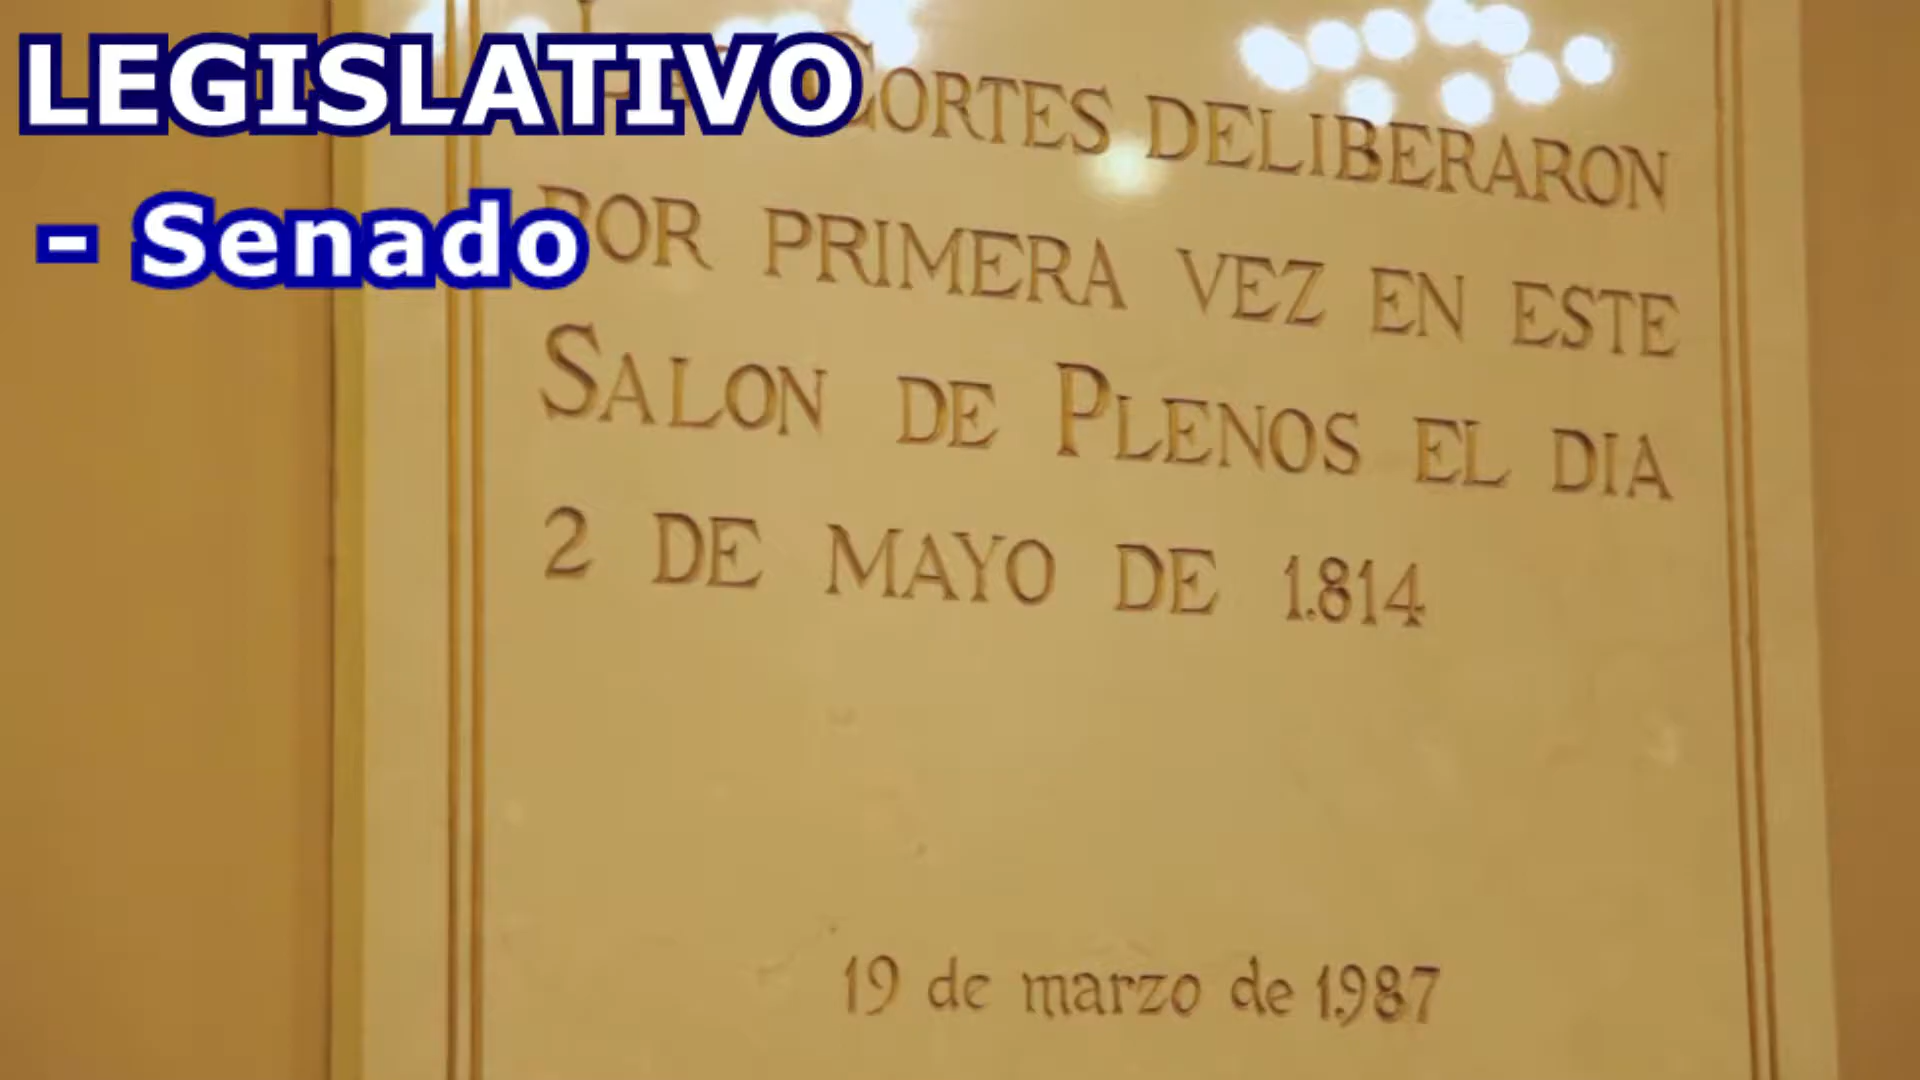 LEGISLATIVO
- Senado
CORTES DELIBERARON
POR PRIMERA VEZ EN ESTE
SALON DE PLENOS EL DIA
2 DE MAYO DE 1.814
19 de marzo de 1.987